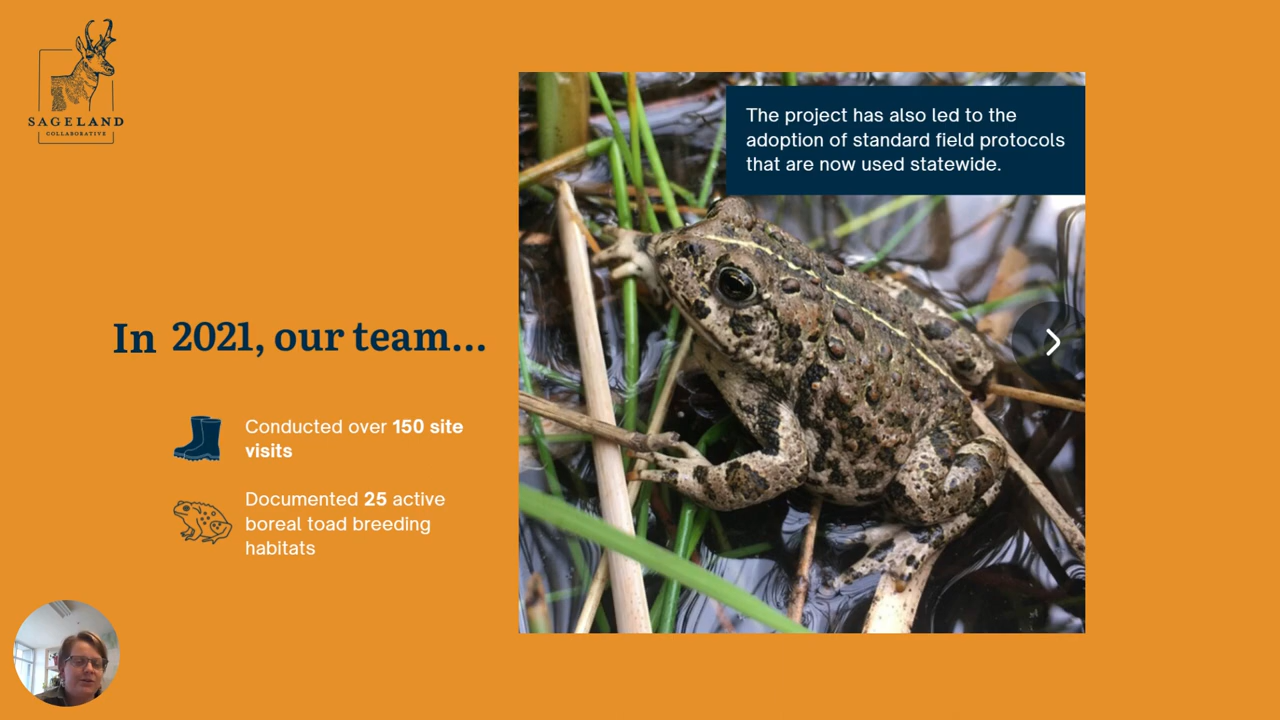 SAGELAND
COLLABORATIVE
The project has also led to the
adoption of standard field protocols
that are now used statewide.
In 2021, our team...
Conducted over 150 site
visits
Documented 25 active
boreal toad breeding
habitats